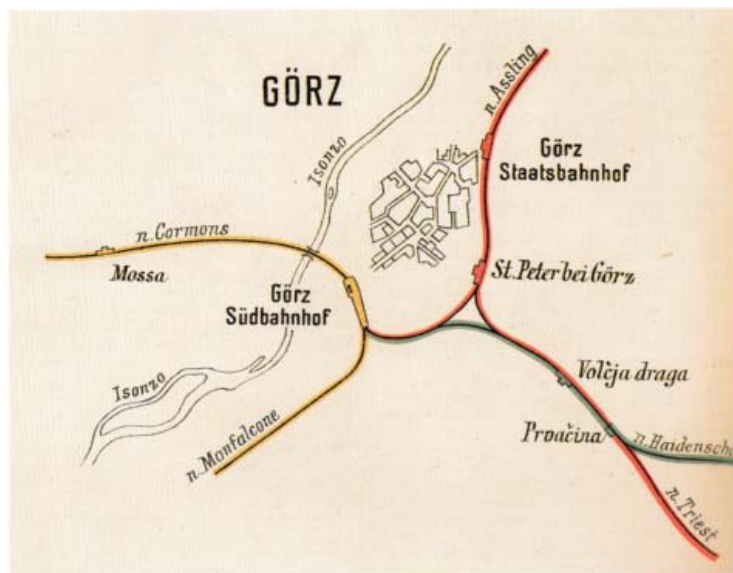 GÖRZ
n. Assling
Isonzo
Görz
Staatsbahnhof
n. Cormons
Mossa
St. Peter bei Görz
Görz
Südbahnhof
Isonzo
Volčja draga
Prvačina
n. Haidensch
n. Monfalcone
n. Triest